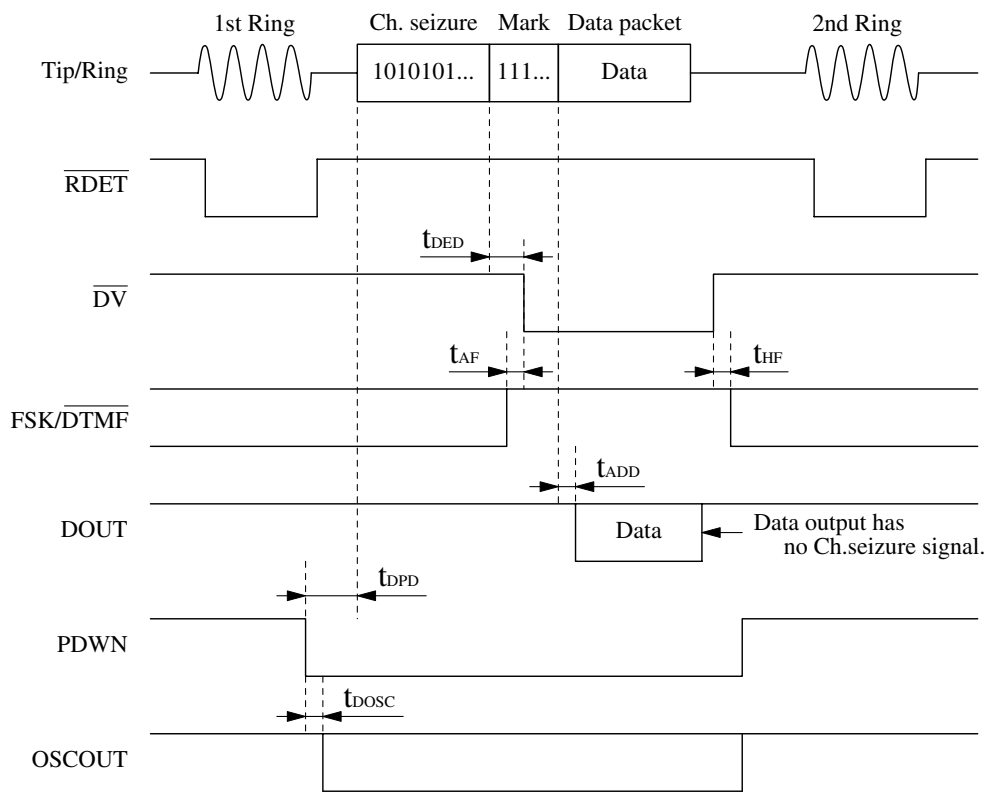 1st Ring Ch. seizure Mark Data packet 2nd Ring
Tip/Ring 1010101... 111... Data
RDET
tDED
DV
tAF tHF
FSK/DTMF
tADD
DOUT Data Data output has
no Ch.seizure signal.
tDPD
PDWN
tDOSC
OSCOUT